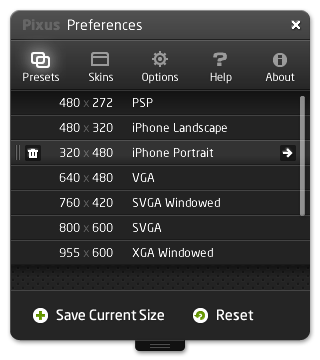 Pixus Preferences
Presets Skins Options Help About
480 x 272 PSP
480 x 320 iPhone Landscape
320 x 480 iPhone Portrait
640 x 480 VGA
760 x 420 SVGA Windowed
800 x 600 SVGA
955 x 600 XGA Windowed
Save Current Size Reset